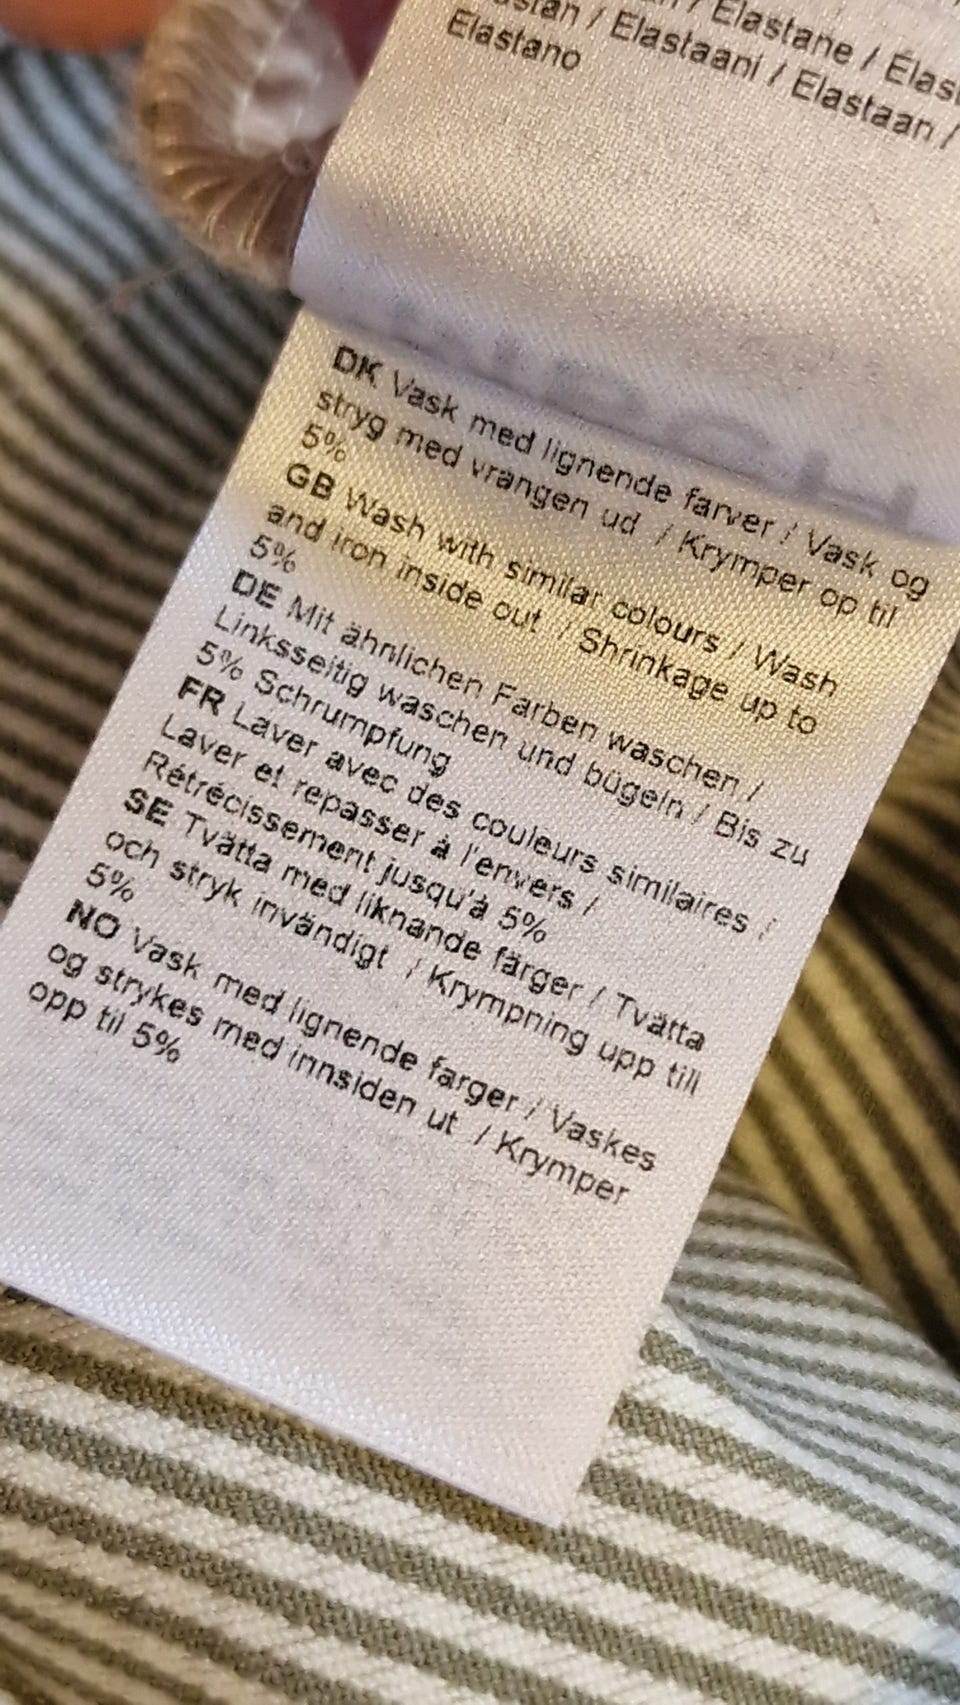 / Elastane / Elas
/ Elastaani / Elastaan /
Elastano
DK Vask med lignende farver / Vask og
stryg med vrangen ud / Krymper op til
5%
GB Wash with similar colours / Wash
and iron inside out / Shrinkage up to
5%
DE Mit ähnlichen Farben waschen /
Linksseitig waschen und bügeln / Bis zu
5% Schrumpfung
FR Laver avec des couleurs similaires /
Laver et repasser à l'envers /
Rétrécissement jusqu'à 5%
SE Tvätta med liknande färger / Tvätta
och stryk invändigt / Krympning upp till
5%
NO Vask med lignende farger / Vaskes
og strykes med innsiden ut / Krymper
opp til 5%